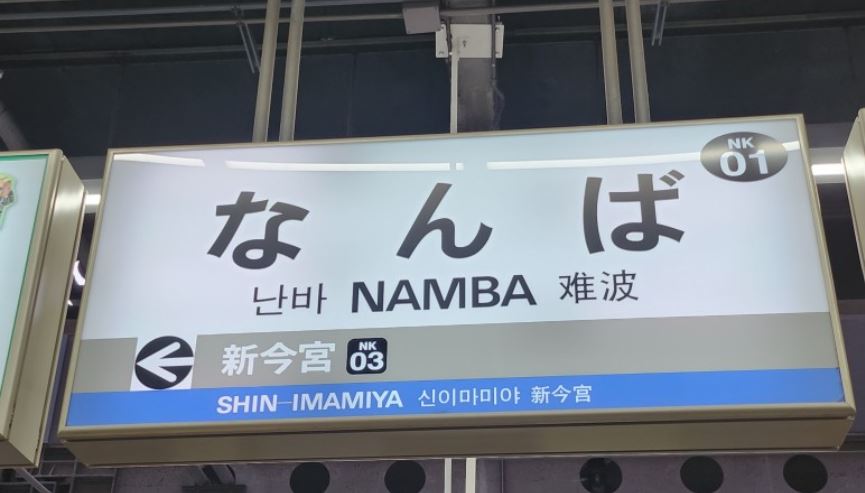 NK
01
なんば
난바 NAMBA 难波
新今宮 NK 03
SHIN-IMAMIYA 신이마미야 新今宫